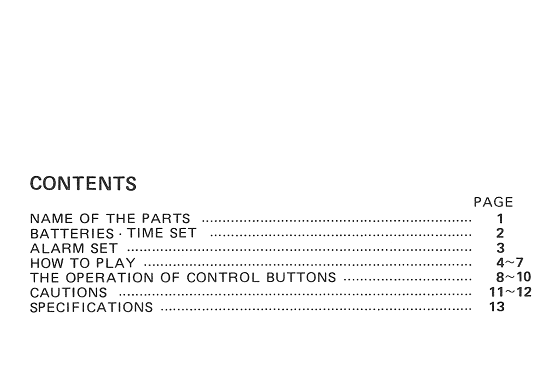 CONTENTS
PAGE
NAME OF THE PARTS ................................................ 1
BATTERIES · TIME SET ................................................ 2
ALARM SET ................................................ 3
HOW TO PLAY ................................................ 4~7
THE OPERATION OF CONTROL BUTTONS ........................ 8~10
CAUTIONS ................................................ 11~12
SPECIFICATIONS ................................................ 13